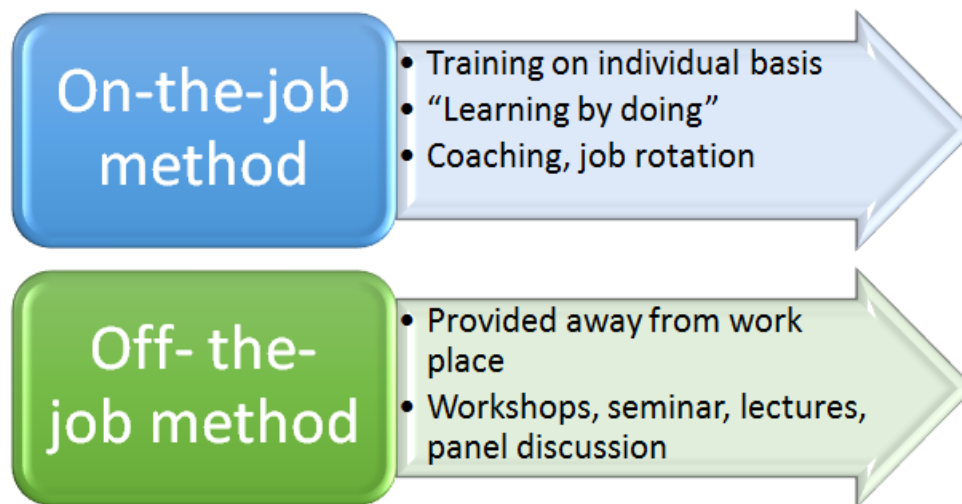 On-the-job
method
• Training on individual basis
• “Learning by doing”
• Coaching, job rotation
Off- the-
job method
• Provided away from work
place
• Workshops, seminar, lectures,
panel discussion